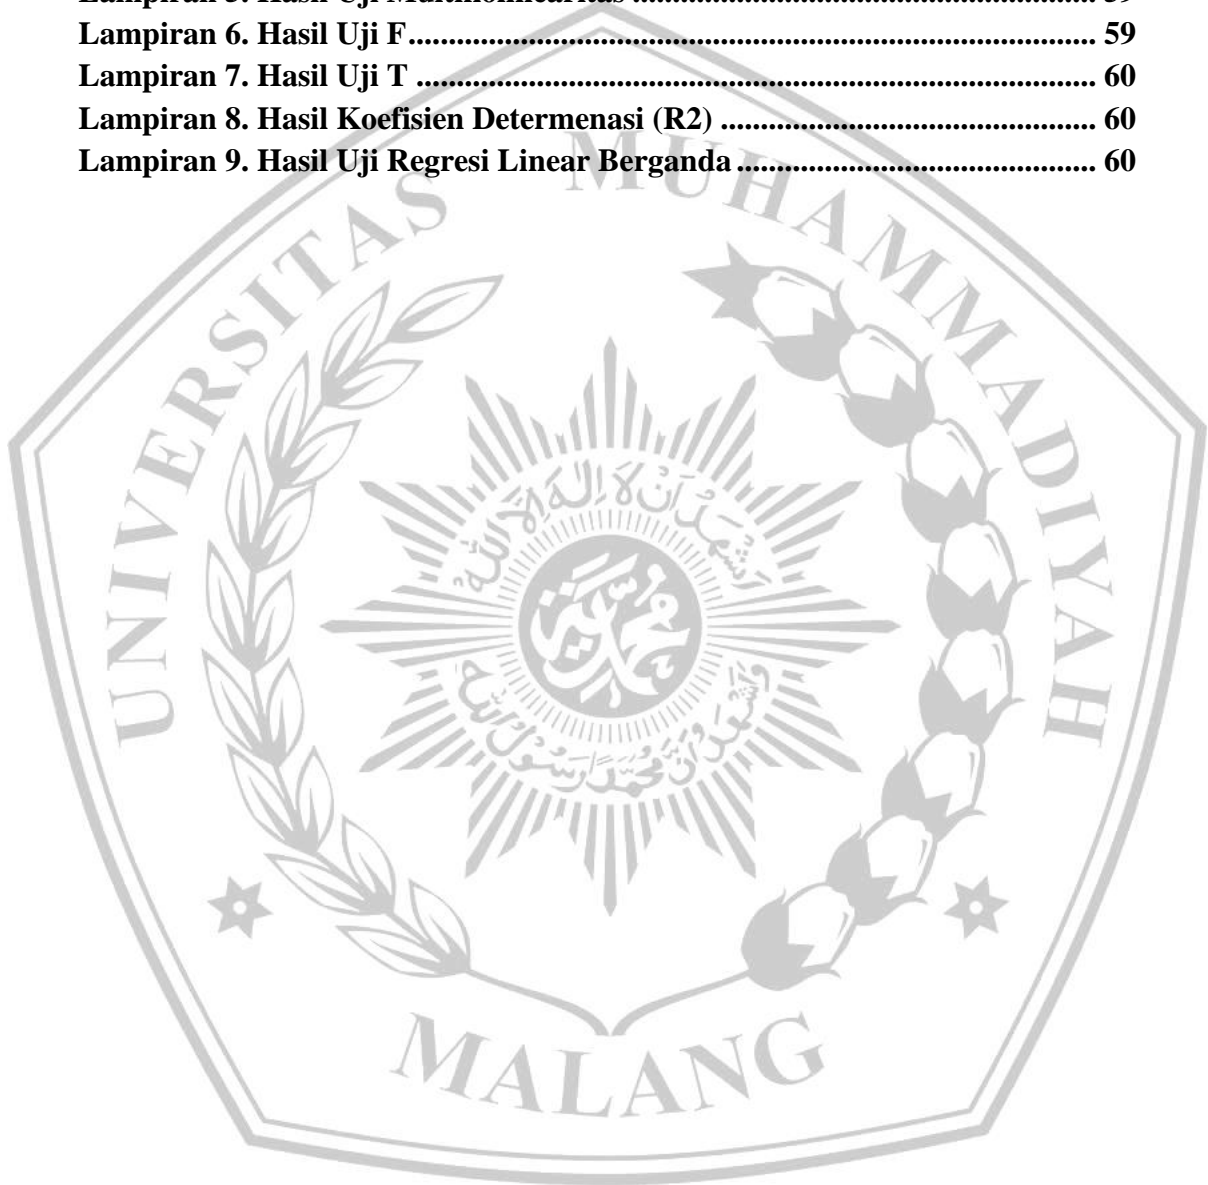 Lampiran 6. Hasil Uji F.................................................................................... 59
Lampiran 7. Hasil Uji T ................................................................................... 60
Lampiran 8. Hasil Koefisien Determenasi (R2) .............................................. 60
Lampiran 9. Hasil Uji Regresi Linear Berganda ............................................ 60
UNIVERSITAS MUHAMMADIYAH
MALANG